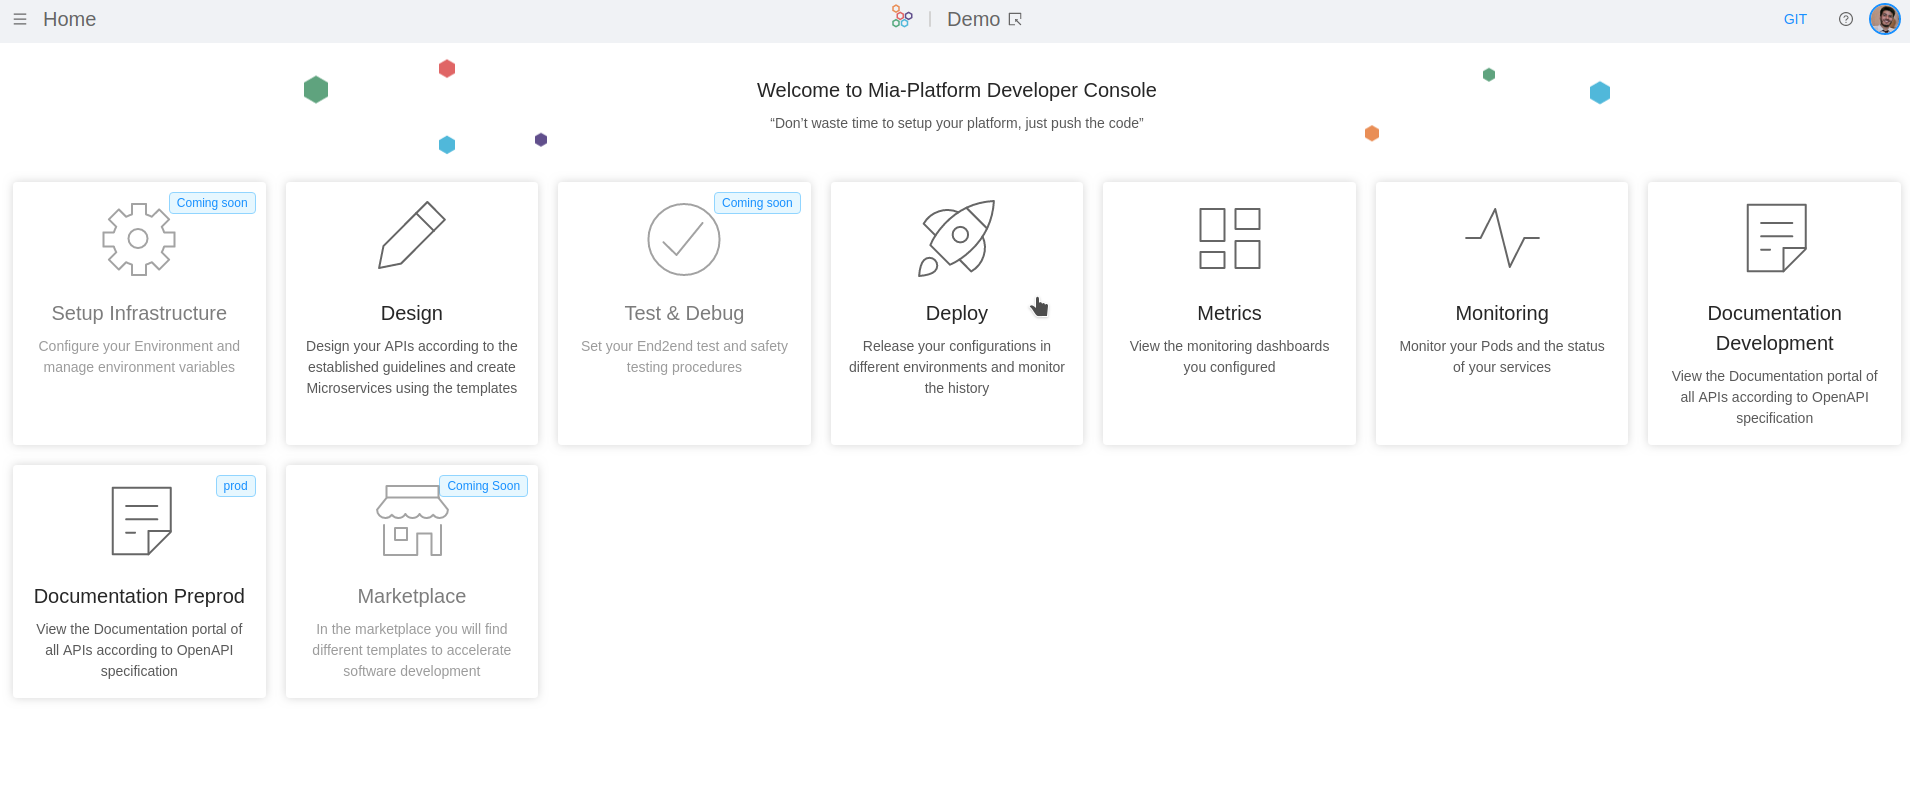 Home
Demo
GIT
Welcome to Mia-Platform Developer Console
“Don’t waste time to setup your platform, just push the code”
Coming soon
Setup Infrastructure
Configure your Environment and
manage environment variables
Design
Design your APIs according to the
established guidelines and create
Microservices using the templates
Coming soon
Test & Debug
Set your End2end test and safety
testing procedures
Deploy
Release your configurations in
different environments and monitor
the history
Metrics
View the monitoring dashboards
you configured
Monitoring
Monitor your Pods and the status
of your services
Documentation
Development
View the Documentation portal of
all APIs according to OpenAPI
specification
prod
Documentation Preprod
View the Documentation portal of
all APIs according to OpenAPI
specification
Coming Soon
Marketplace
In the marketplace you will find
different templates to accelerate
software development